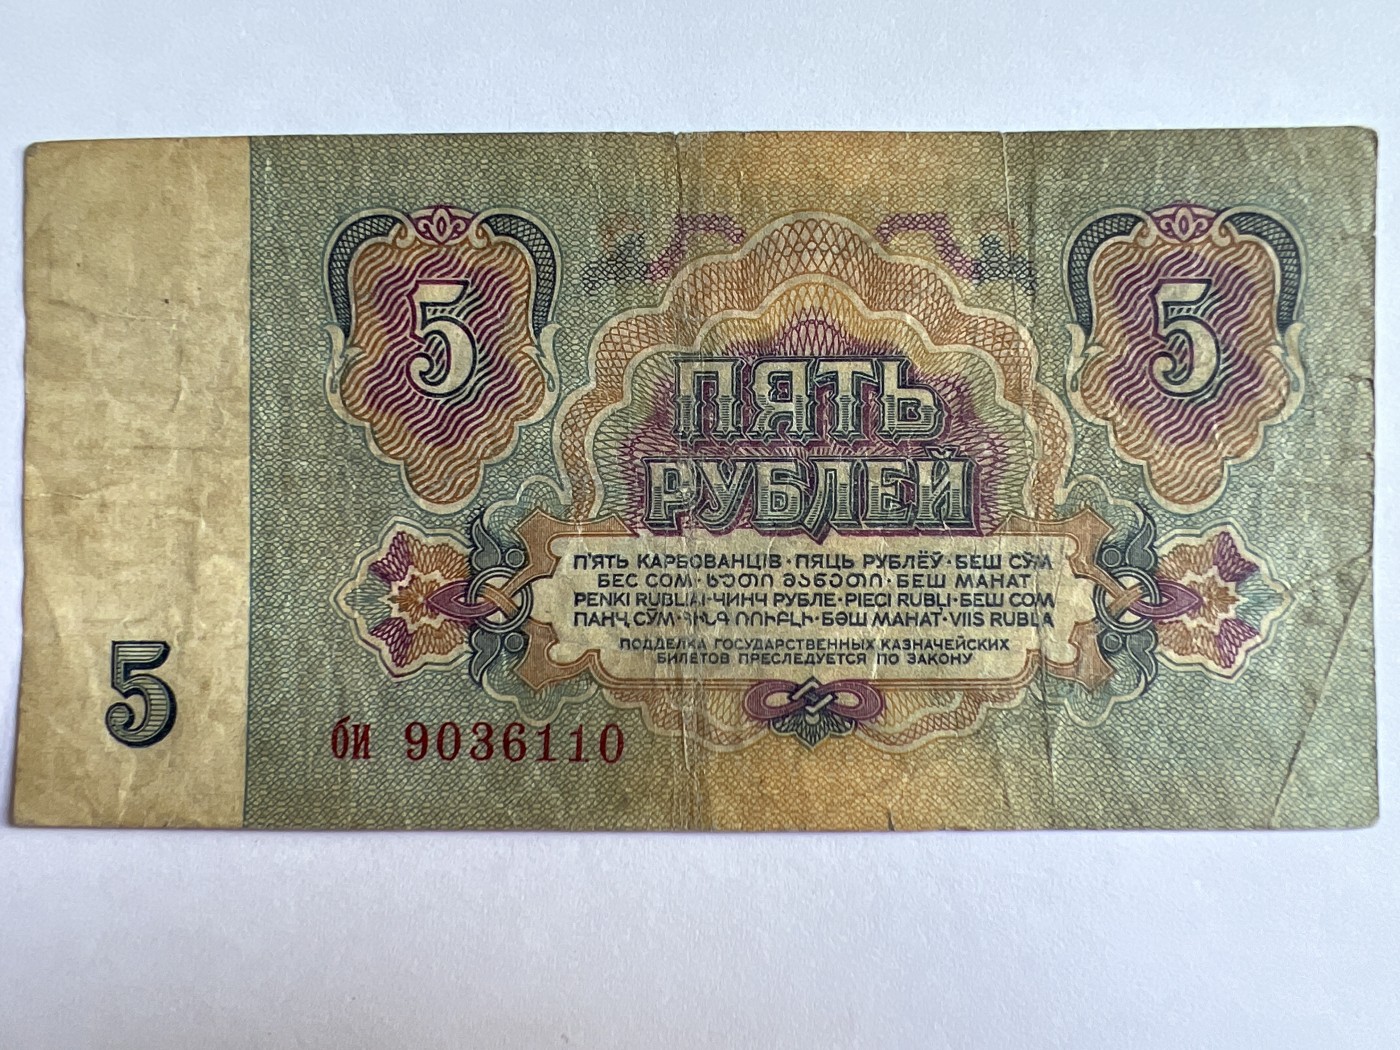 5
5
ПЯТЬ
РУБЛЕЙ
П'ЯТЬ КАРБОВАНЦІВ · ПЯЦЬ РУБЛЁЎ · БЕШ СЎМ
БЕС СОМ · ᲮᲣᲗᲘ ᲛᲐᲜᲔᲗᲘ · БЕШ МАНАТ
PENKI RUBLIAI · ЧИНЧ РУБЛЕ · PIECI RUBĻI · БЕШ СОМ
ПАНҶ СӮМ · ՀԻՆԳ ՌՈՒԲԼԻ · БӘШ МАНАТ · VIIS RUBLA
ПОДДЕЛКА ГОСУДАРСТВЕННЫХ КАЗНАЧЕЙСКИХ
БИЛЕТОВ ПРЕСЛЕДУЕТСЯ ПО ЗАКОНУ
5
би 9036110